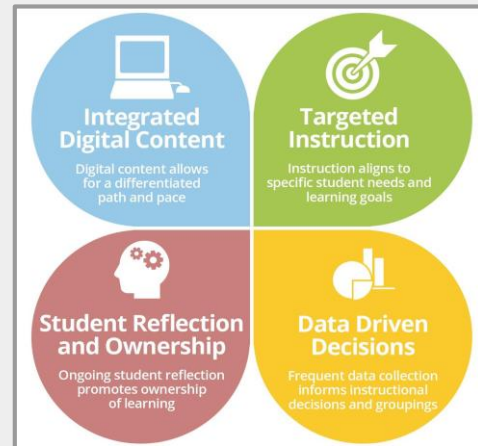 Integrated
Digital Content
Digital content allows
for a differentiated
path and pace
Targeted
Instruction
Instruction aligns to
specific student needs and
learning goals
Student Reflection
and Ownership
Ongoing student reflection
promotes ownership
of learning
Data Driven
Decisions
Frequent data collection
informs instructional
decisions and groupings